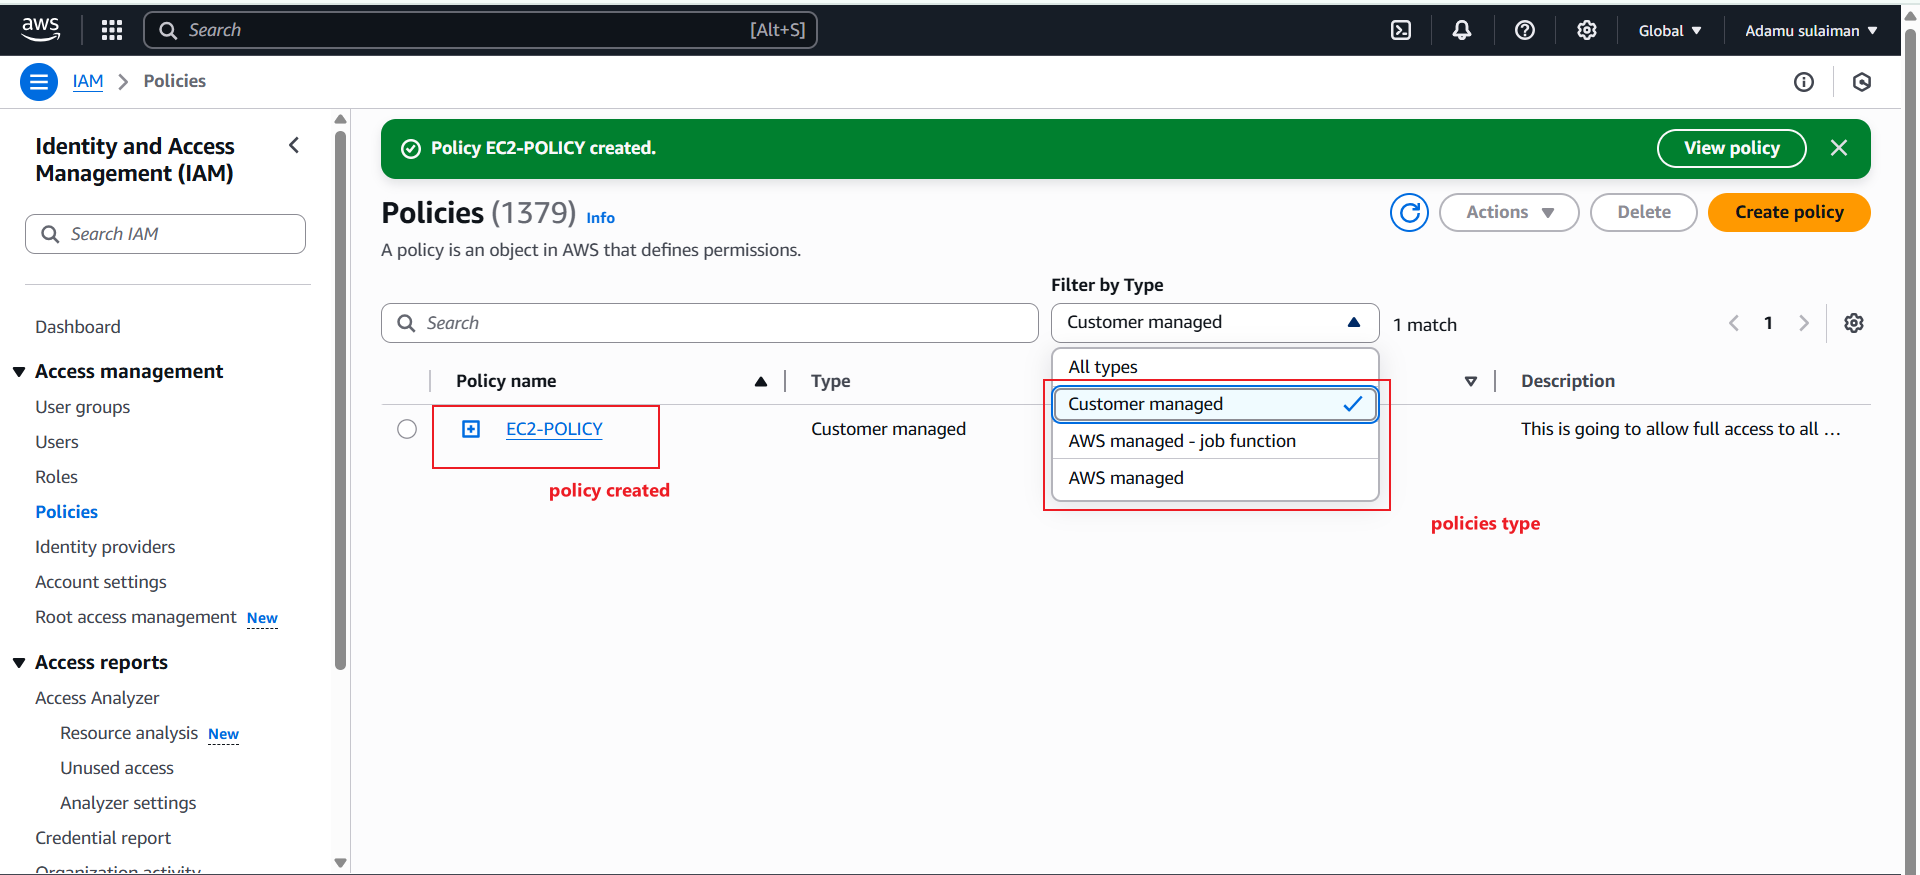 aws
Search
[Alt+S]
Global
Adamu sulaiman
IAM
Policies
Identity and Access
Management (IAM)
Search IAM
Dashboard
Access management
User groups
Users
Roles
Policies
Identity providers
Account settings
Root access management New
Access reports
Access Analyzer
Resource analysis New
Unused access
Analyzer settings
Credential report
Organization activity
Policy EC2-POLICY created.
View policy
Policies (1379) Info
Actions
Delete
Create policy
A policy is an object in AWS that defines permissions.
Filter by Type
Search
Customer managed
1 match
1
All types
Customer managed
AWS managed - job function
AWS managed
Policy name
Type
Description
EC2-POLICY
Customer managed
This is going to allow full access to all ...
policy created
policies type